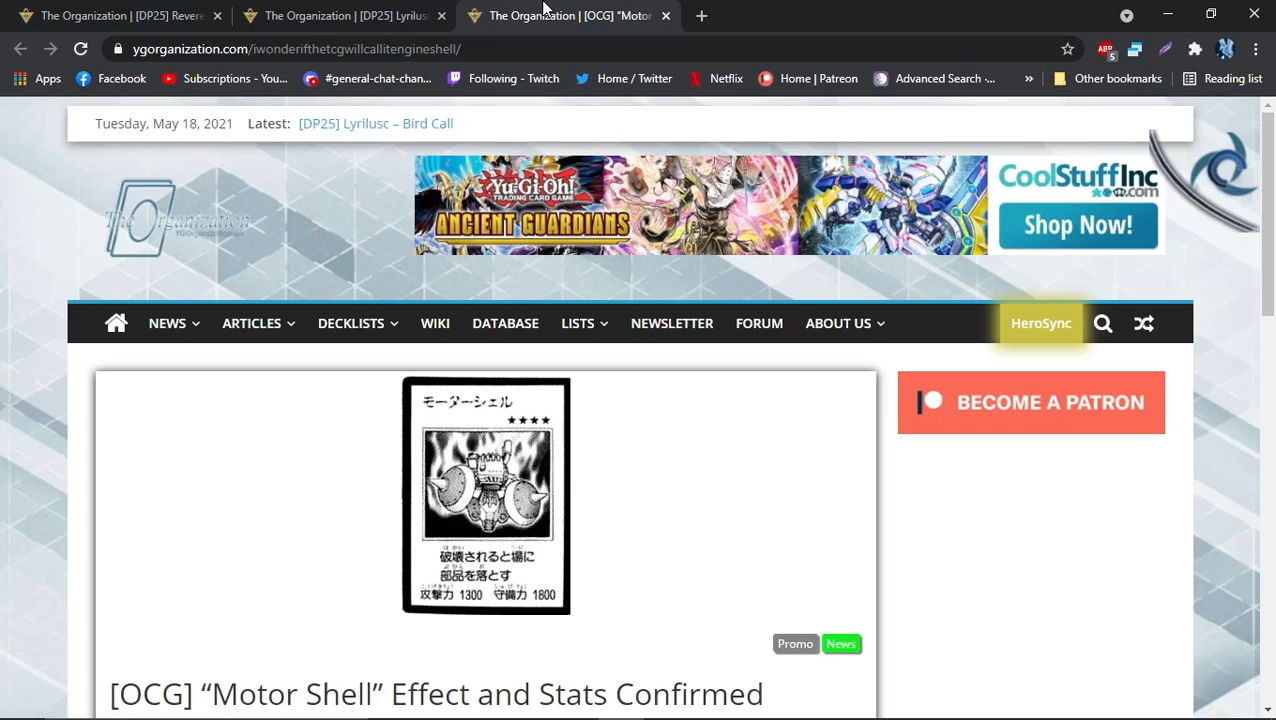 The Organization | [DP25] Revere
The Organization | [DP25] Lyrilus
The Organization | [OCG] “Motor
ygorganization.com/iwonderifthetcgwillcallitengineshell/
5
Apps
Facebook
Subscriptions - You...
#general-chat-chan...
Following - Twitch
Home / Twitter
Netflix
Home | Patreon
Advanced Search -...
»
Other bookmarks
Reading list
Tuesday, May 18, 2021 Latest: [DP25] Lyrilusc – Bird Call
The Organization
YGOrganization.com
Yu-Gi-Oh!
TRADING CARD GAME
ANCIENT GUARDIANS
CoolStuffInc
.com
Shop Now!
NEWS
ARTICLES
DECKLISTS
WIKI
DATABASE
LISTS
NEWSLETTER
FORUM
ABOUT US
HeroSync
BECOME A PATRON
モーターシェル
★★★★
破壊されると場に
部品を落とす
攻撃力 1300 守備力 1800
Promo
News
[OCG] “Motor Shell” Effect and Stats Confirmed